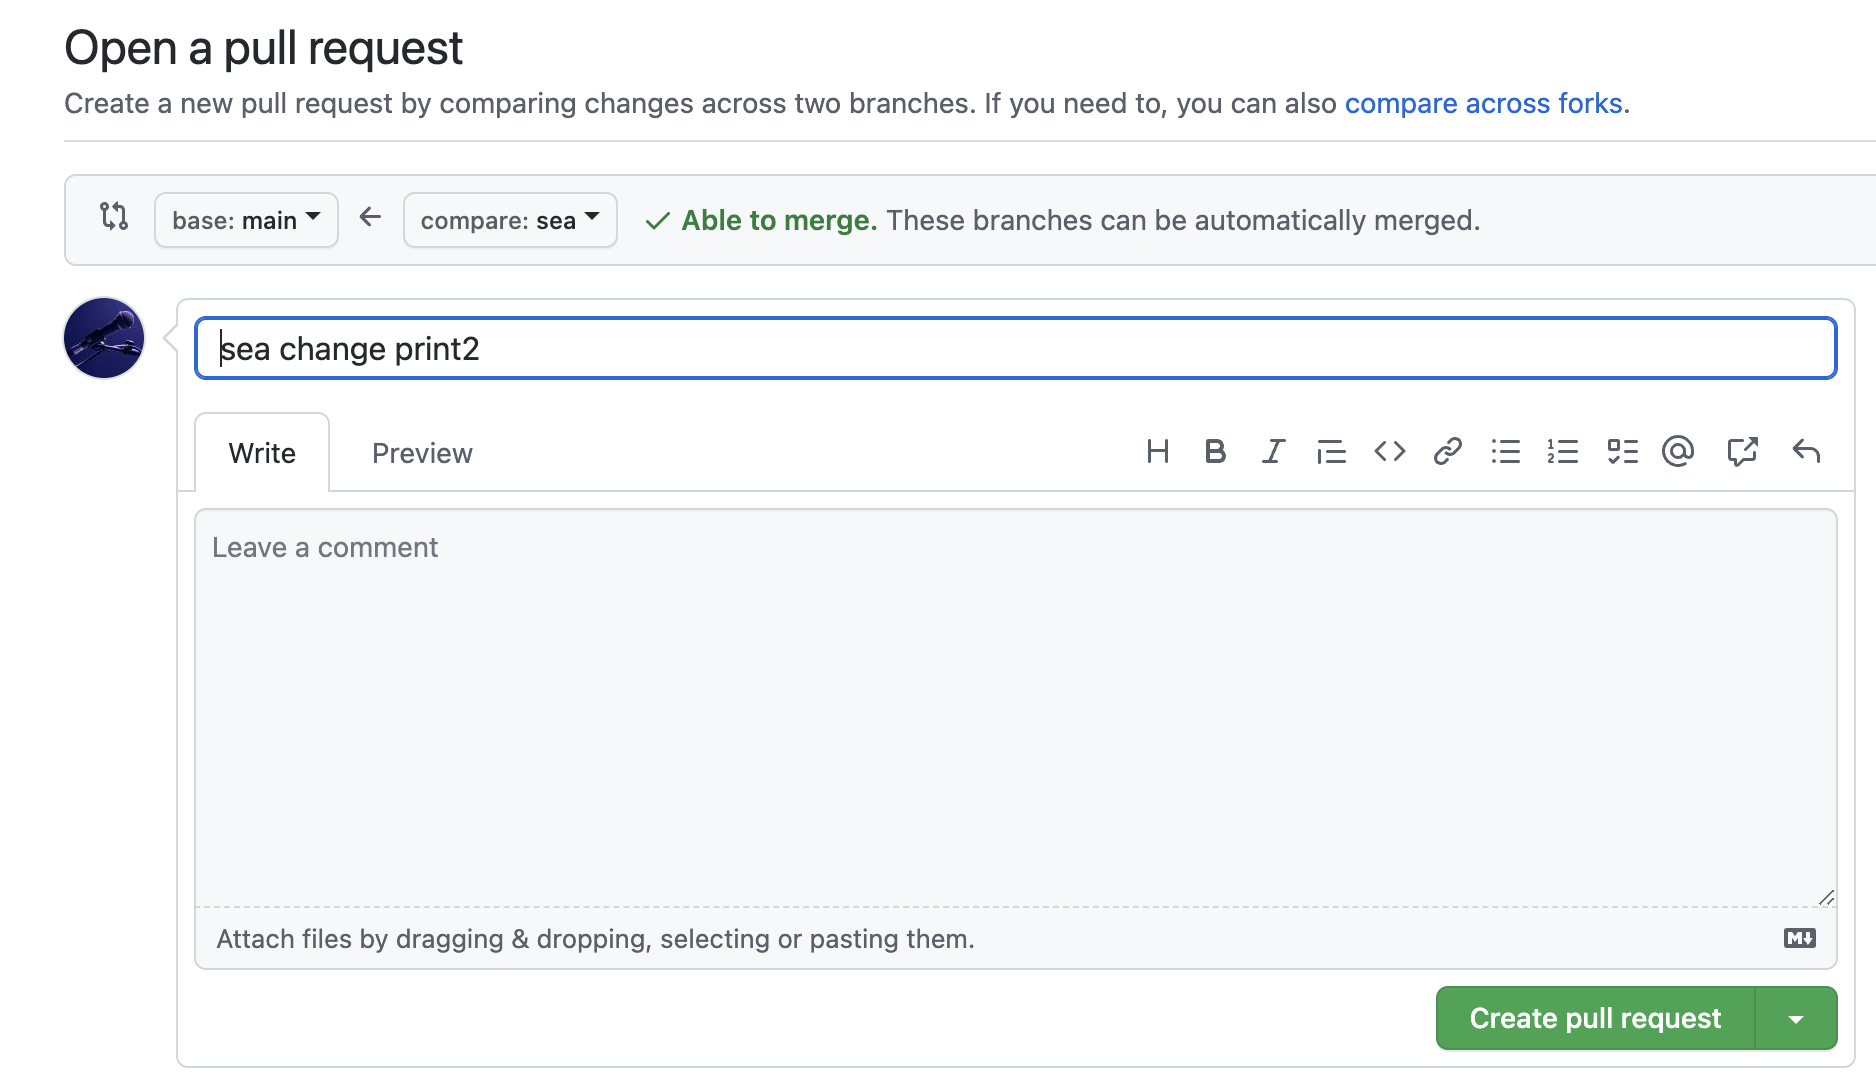 Open a pull request
Create a new pull request by comparing changes across two branches. If you need to, you can also compare across forks.
base: main
compare: sea
Able to merge. These branches can be automatically merged.
sea change print2
Write
Preview
Leave a comment
Attach files by dragging & dropping, selecting or pasting them.
Create pull request